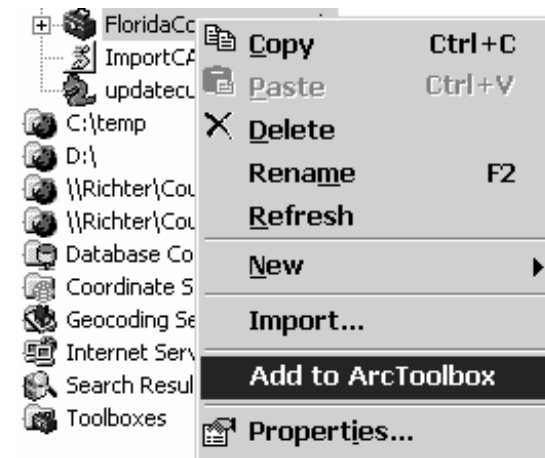 FloridaCc
ImportCA
updatecu
C:\temp
D:\
\\Richter\Cou
\\Richter\Cou
Database Co
Coordinate S
Geocoding Se
Internet Serv
Search Resul
Toolboxes
Copy Ctrl+C
Paste Ctrl+V
Delete
Rename F2
Refresh
New
Import...
Add to ArcToolbox
Properties...